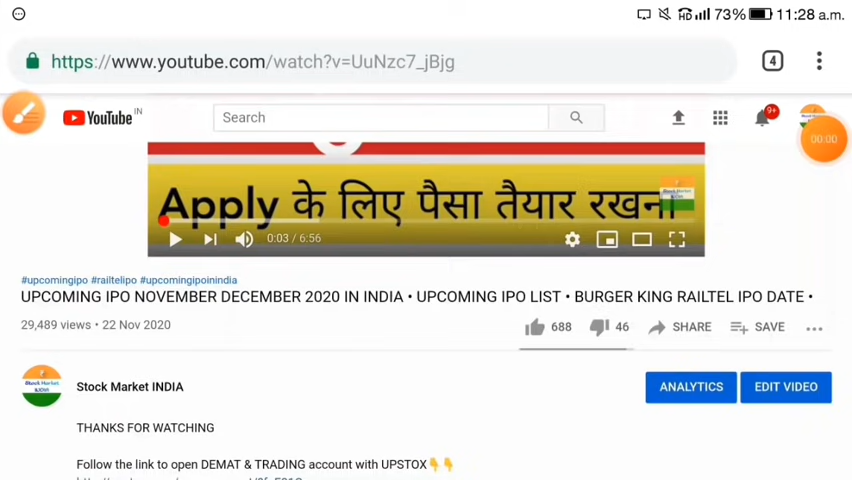 73% 11:28 a.m.
https://www.youtube.com/watch?v=UuNzc7_jBjg 4
YouTube IN Search 9+
00:00
Apply के लिए पैसा तैयार रखना
0:03 / 6:56
#upcomingipo #railtelipo #upcomingipoinindia
UPCOMING IPO NOVEMBER DECEMBER 2020 IN INDIA • UPCOMING IPO LIST • BURGER KING RAILTEL IPO DATE •
29,489 views • 22 Nov 2020 688 46 SHARE SAVE
Stock Market INDIA ANALYTICS EDIT VIDEO
THANKS FOR WATCHING
Follow the link to open DEMAT & TRADING account with UPSTOX👇👇